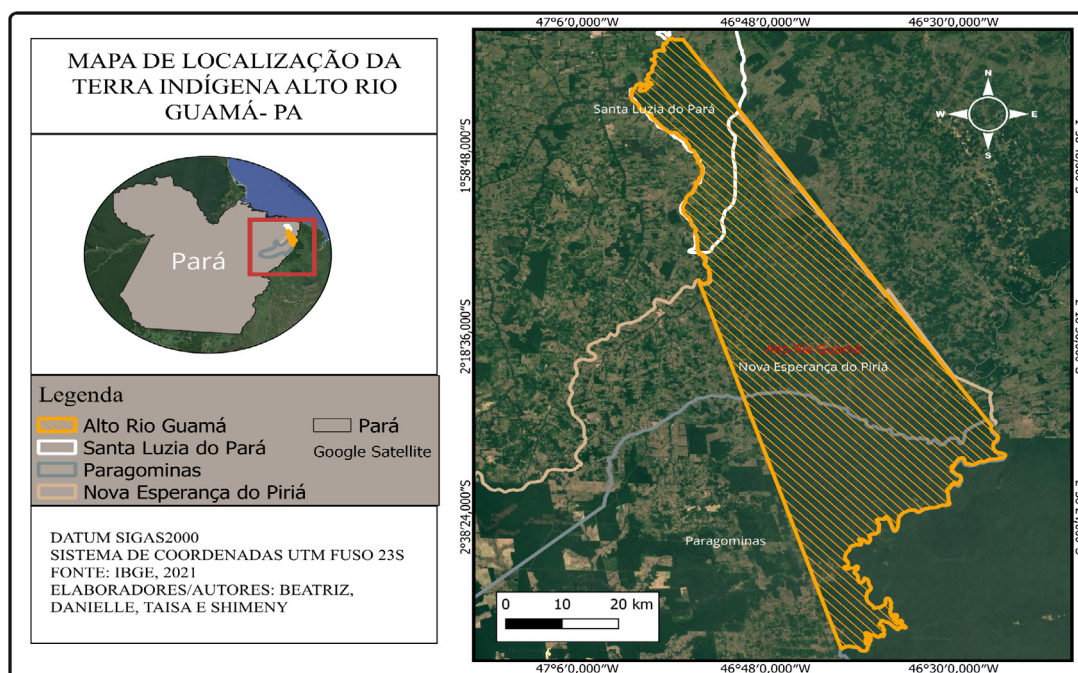 MAPA DE LOCALIZAÇÃO DA
TERRA INDÍGENA ALTO RIO
GUAMÁ- PA
Pará
Legenda
Alto Rio Guamá
Santa Luzia do Pará
Paragominas
Nova Esperança do Piriá
Pará
Google Satellite
DATUM SIGAS2000
SISTEMA DE COORDENADAS UTM FUSO 23S
FONTE: IBGE, 2021
ELABORADORES/AUTORES: BEATRIZ,
DANIELLE, TAISA E SHIMENY
47°6′0,000″W
46°48′0,000″W
46°30′0,000″W
1°58′48,000″S
2°18′36,000″S
2°38′24,000″S
N
W E
S
Santa Luzia do Pará
Alto Rio Guamá
Nova Esperança do Piriá
Paragominas
0 10 20 km
47°6′0,000″W
46°48′0,000″W
46°30′0,000″W